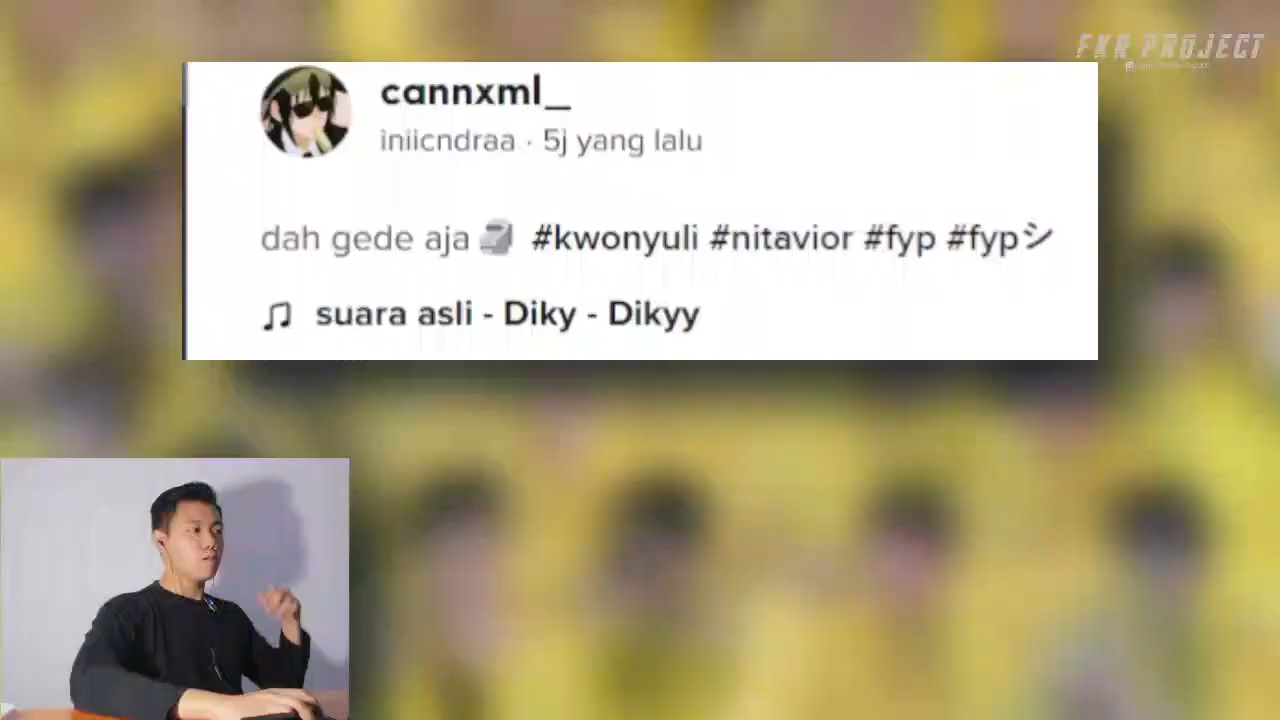 FKR PROJECT
cannxml_
iniicndraa · 5j yang lalu
dah gede aja 🗿 #kwonyuli #nitavior #fyp #fypシ
suara asli - Diky - Dikyy